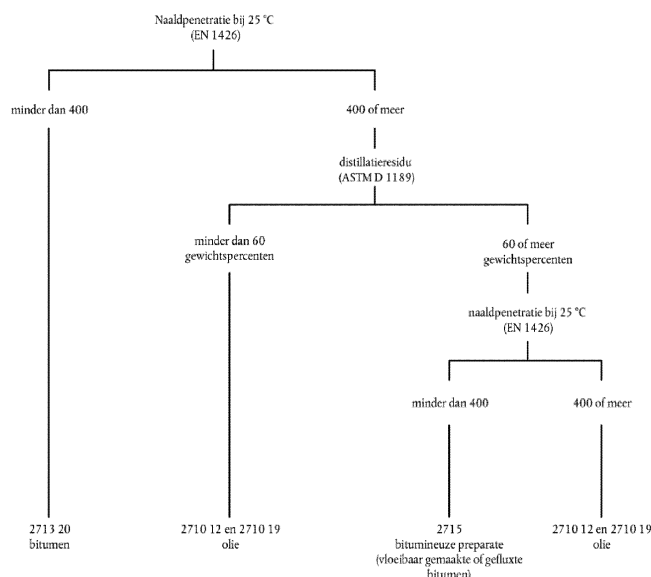 Naaldpenetratie bij 25 °C
(EN 1426)
minder dan 400
400 of meer
distillatieresidu
(ASTM D 1189)
minder dan 60
gewichtspercenten
60 of meer
gewichtspercenten
naaldpenetratie bij 25 °C
(EN 1426)
minder dan 400
400 of meer
2713 20
bitumen
2710 12 en 2710 19
olie
2715
bitumineuze preparate
(vloeibaar gemaakte of gefluxte
bitumen)
2710 12 en 2710 19
olie